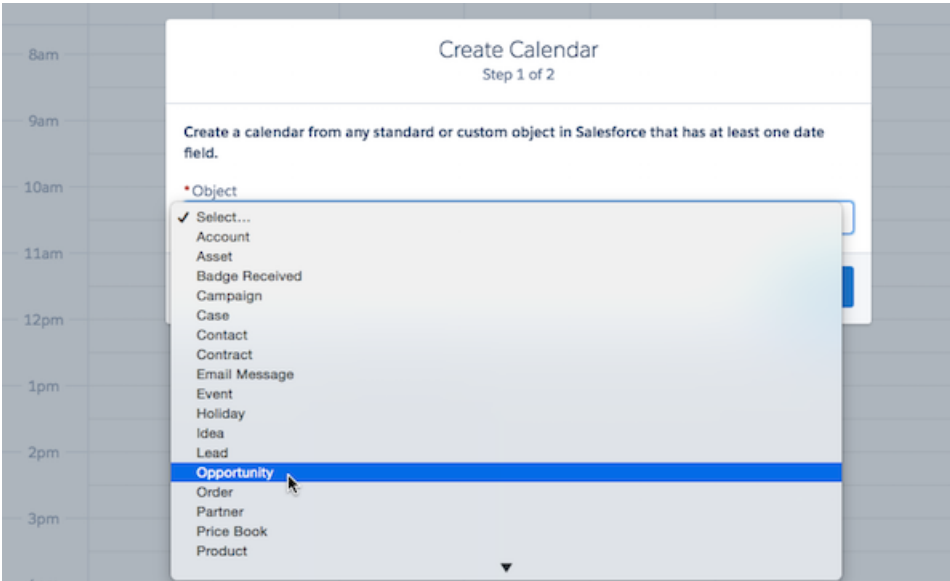 Create Calendar
Step 1 of 2
8am
9am
Create a calendar from any standard or custom object in Salesforce that has at least one date
field.
10am
*Object
✓ Select...
Account
11am
Asset
Badge Received
Campaign
Case
12pm
Contact
Contract
Email Message
1pm
Event
Holiday
Idea
2pm
Lead
Opportunity
Order
3pm
Partner
Price Book
Product